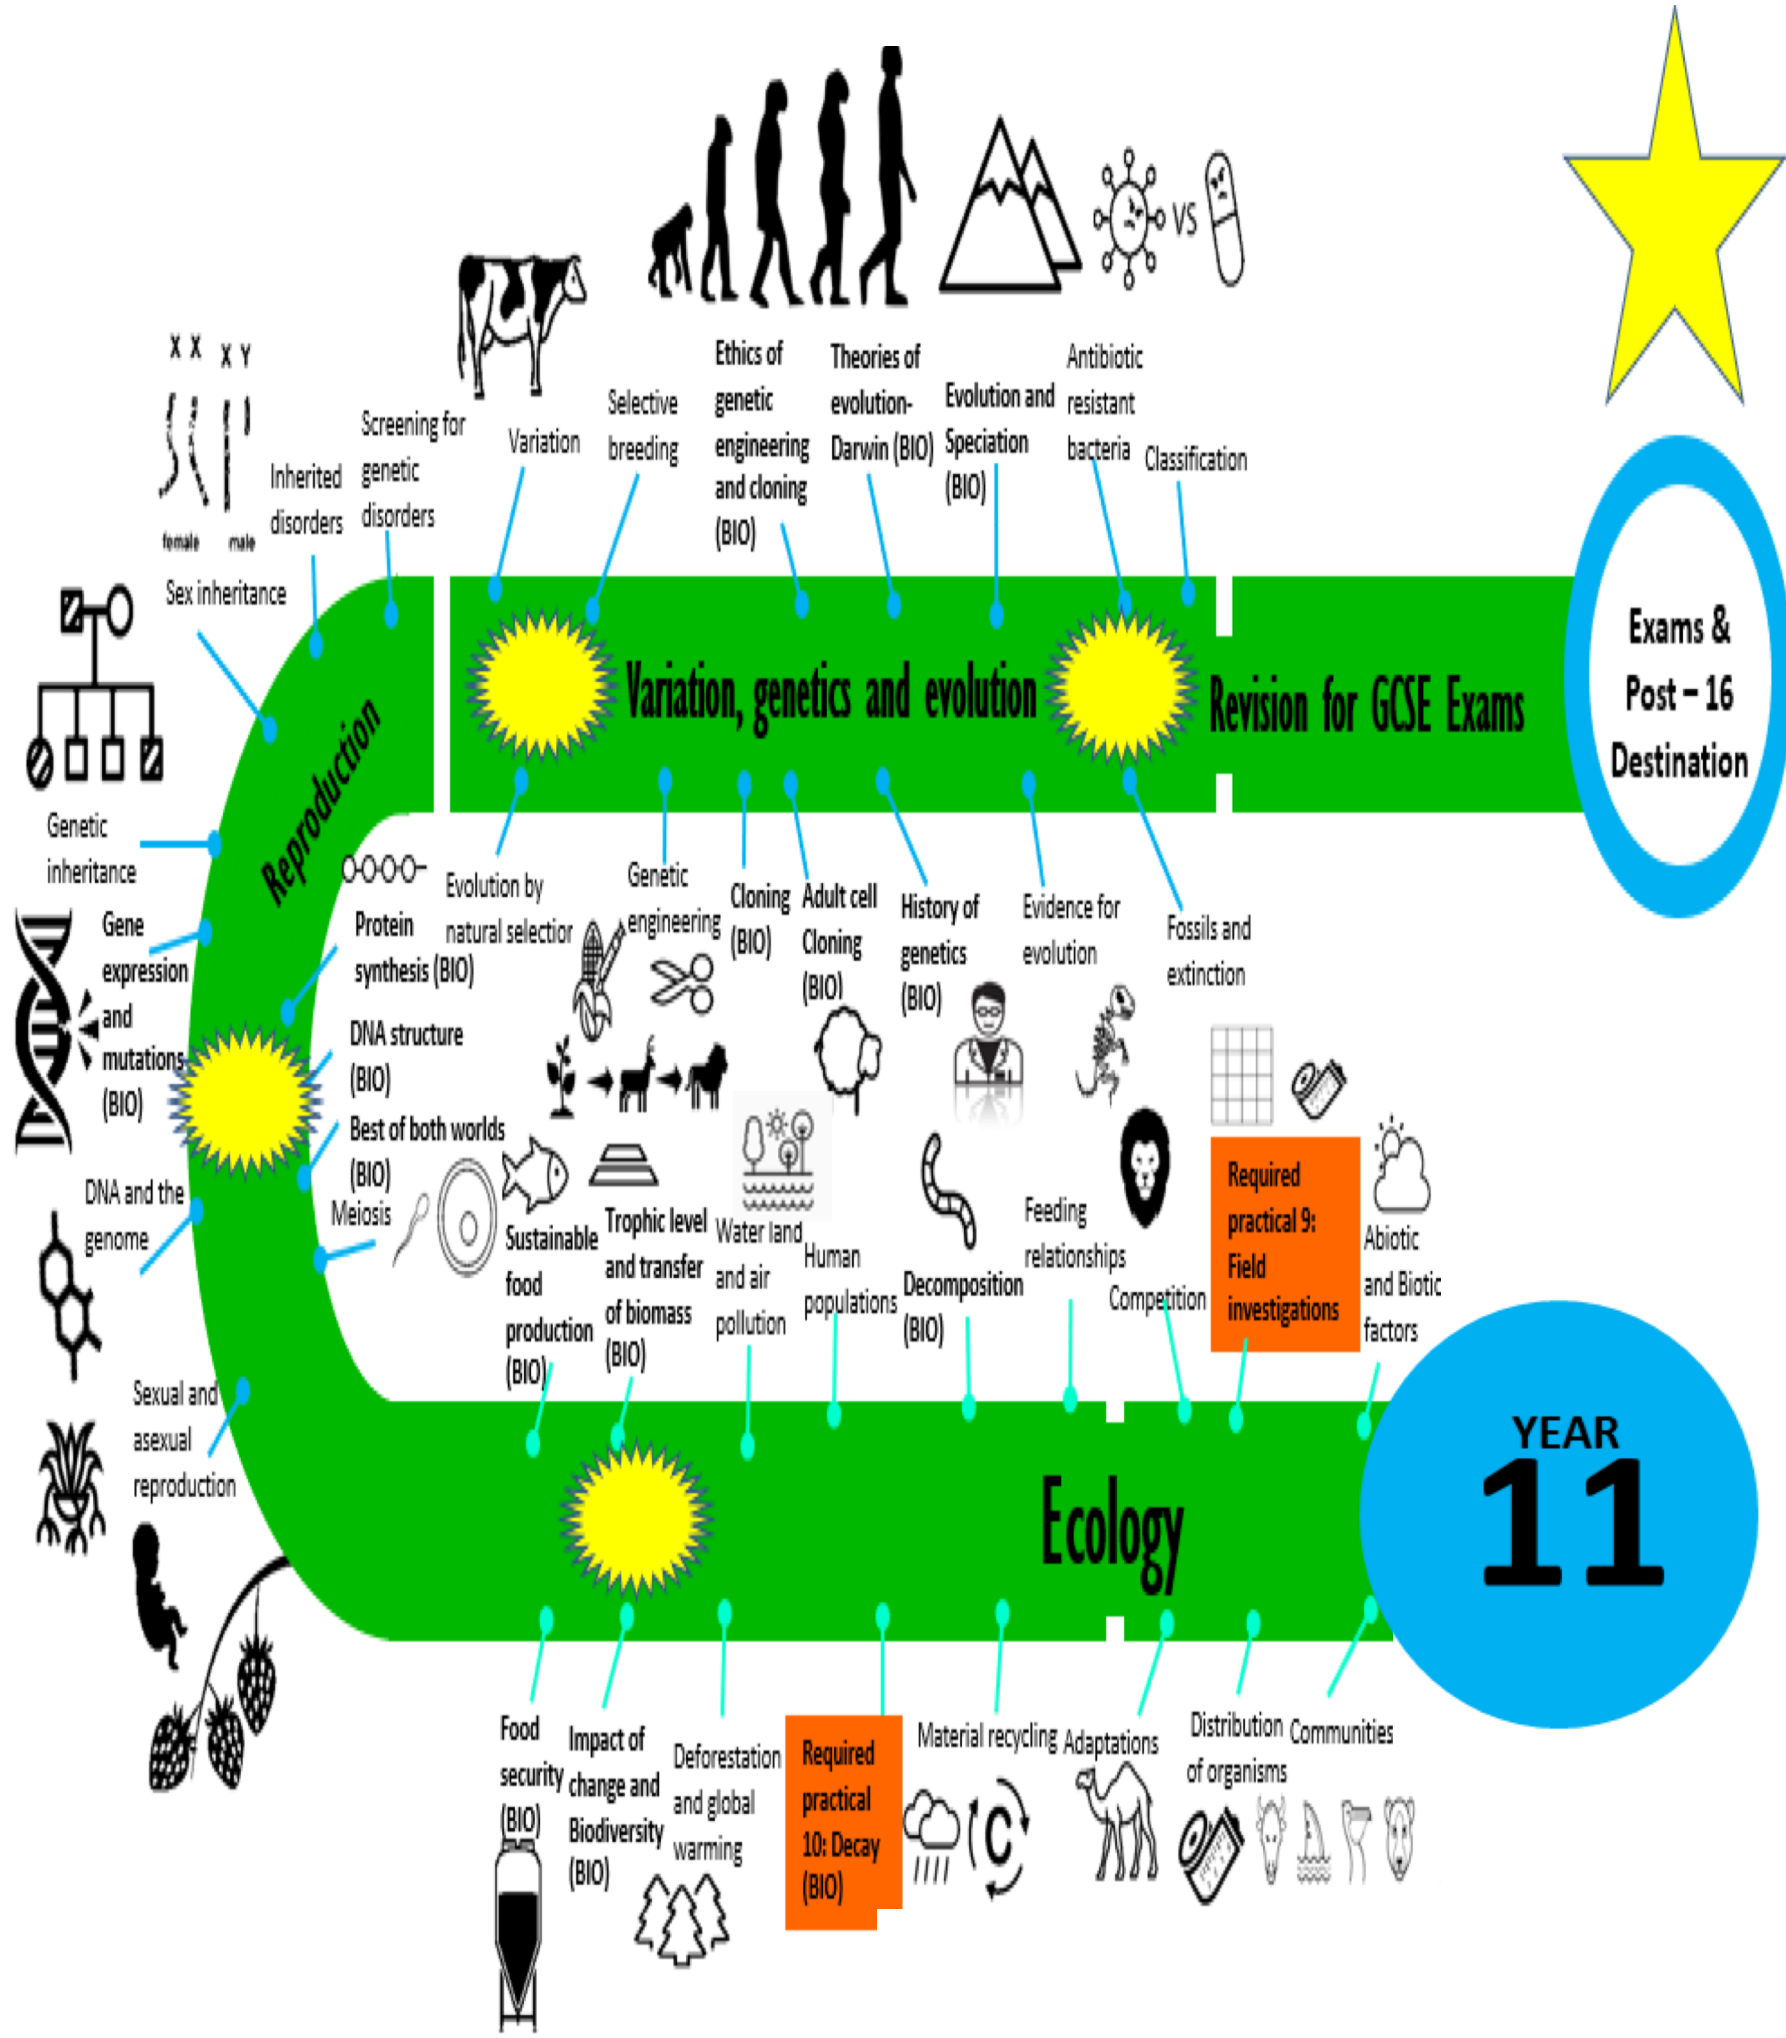 VS
X X
X Y
female
male
Ethics of
genetic
engineering
and cloning
(BIO)
Theories of
evolution-
Darwin (BIO)
Evolution and
Speciation
(BIO)
Antibiotic
resistant
bacteria
Classification
Selective
breeding
Variation
Screening for
genetic
disorders
Inherited
disorders
Sex inheritance
Variation, genetics and evolution
Revision for GCSE Exams
Exams &
Post – 16
Destination
Reproduction
Genetic
inheritance
Gene
expression
and
mutations
(BIO)
Protein
synthesis (BIO)
Evolution by
natural selection
Genetic
engineering
Cloning
(BIO)
Adult cell
Cloning
(BIO)
History of
genetics
(BIO)
Evidence for
evolution
Fossils and
extinction
DNA structure
(BIO)
Best of both worlds
(BIO)
Meiosis
DNA and the
genome
Sexual and
asexual
reproduction
Sustainable
food
production
(BIO)
Trophic level
and transfer
of biomass
(BIO)
Water land
and air
pollution
Human
populations
Decomposition
(BIO)
Feeding
relationships
Competition
Required
practical 9:
Field
investigations
Abiotic
and Biotic
factors
Ecology
YEAR
11
Food
security
(BIO)
Impact of
change and
Biodiversity
(BIO)
Deforestation
and global
warming
Required
practical
10: Decay
(BIO)
Material recycling
C
Adaptations
Distribution
of organisms
Communities